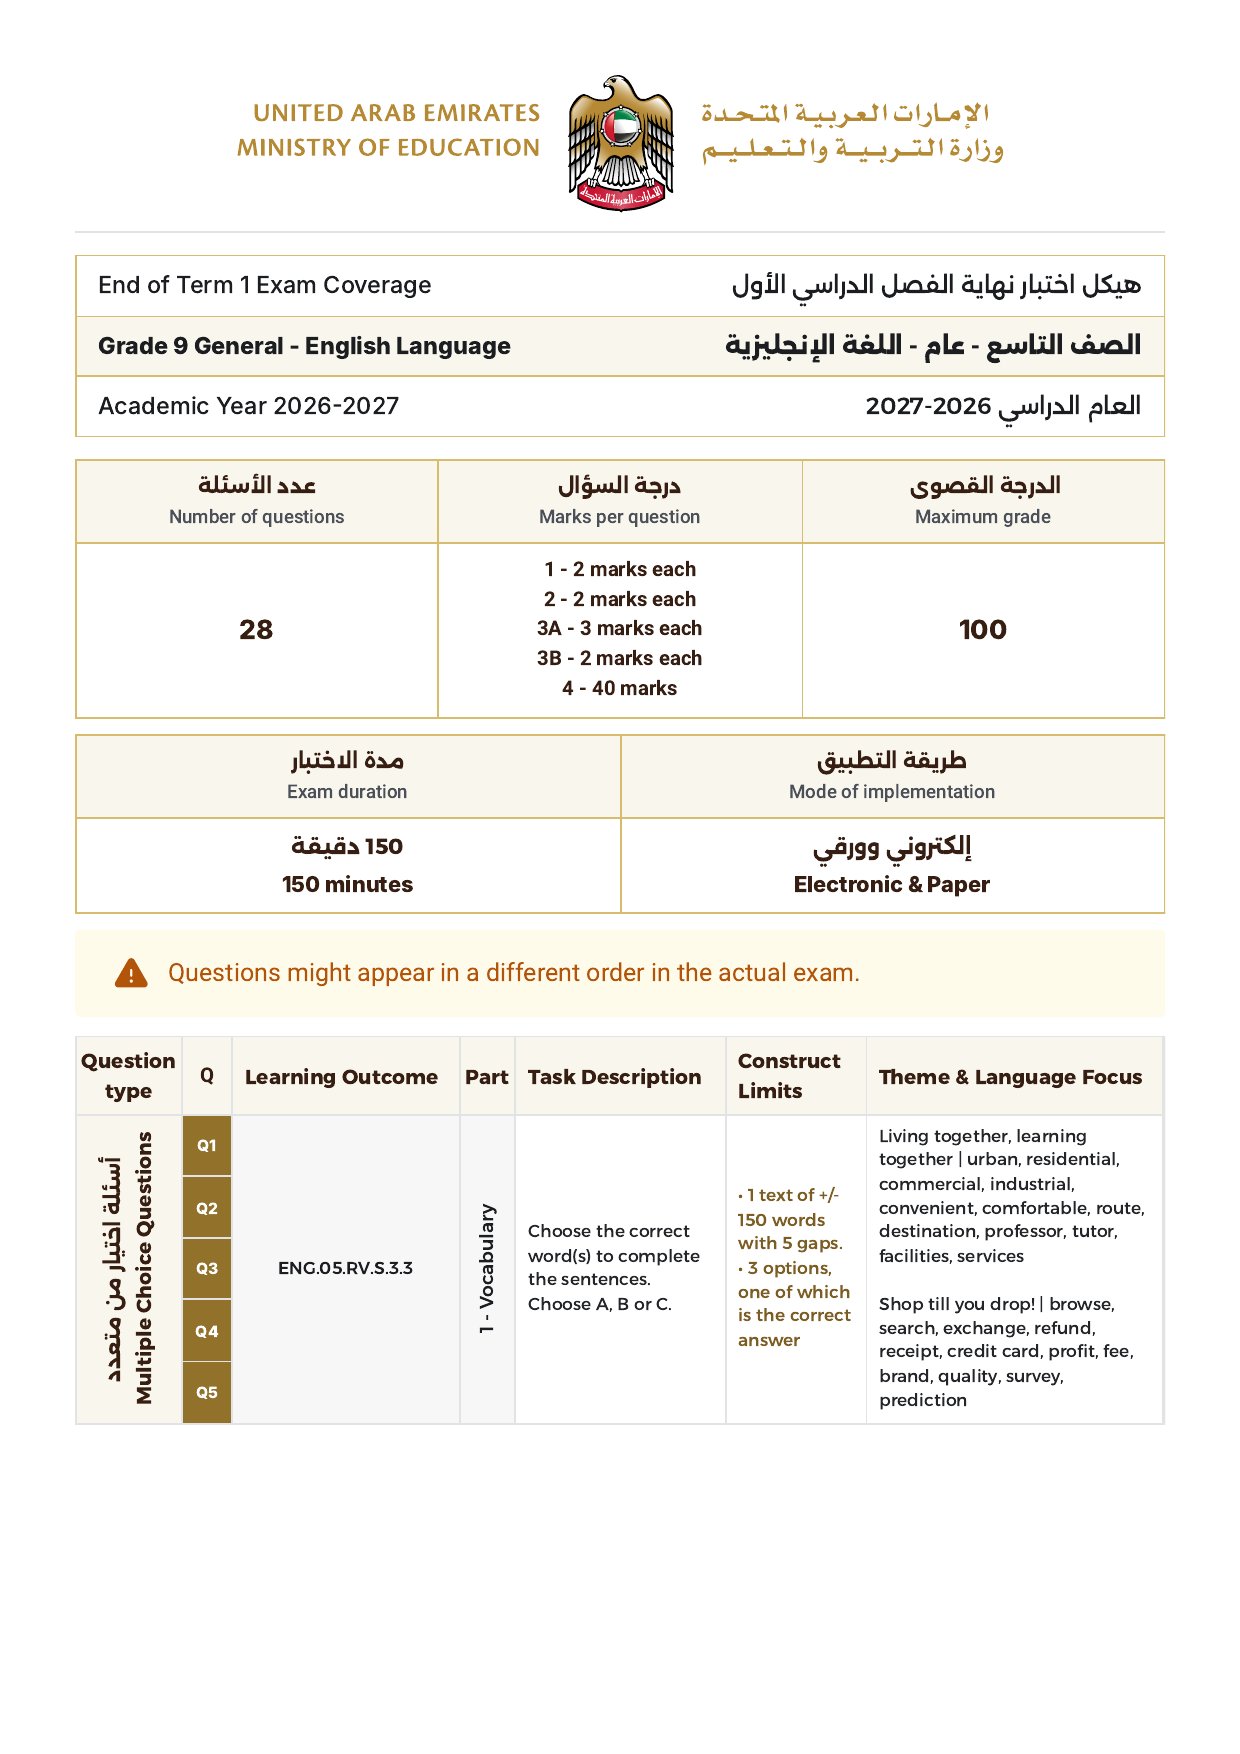 UNITED ARAB EMIRATES
MINISTRY OF EDUCATION
الإمارات العربية المتحدة
وزارة التربية والتعليم
الإمارات العربية المتحدة
End of Term 1 Exam Coverage
هيكل اختبار نهاية الفصل الدراسي الأول
Grade 9 General - English Language
الصف التاسع - عام - اللغة الإنجليزية
Academic Year 2026-2027
العام الدراسي 2026-2027
عدد الأسئلة
Number of questions
درجة السؤال
Marks per question
الدرجة القصوى
Maximum grade
28
1 - 2 marks each
2 - 2 marks each
3A - 3 marks each
3B - 2 marks each
4 - 40 marks
100
مدة الاختبار
Exam duration
طريقة التطبيق
Mode of implementation
150 دقيقة
150 minutes
إلكتروني وورقي
Electronic & Paper
Questions might appear in a different order in the actual exam.
Question
type
Q
Learning Outcome
Part
Task Description
Construct
Limits
Theme & Language Focus
أسئلة اختيار من متعدد
Multiple Choice Questions
Q1
Q2
Q3
Q4
Q5
ENG.05.RV.S.3.3
1 - Vocabulary
Choose the correct
word(s) to complete
the sentences.
Choose A, B or C.
• 1 text of +/-
150 words
with 5 gaps.
• 3 options,
one of which
is the correct
answer
Living together, learning
together | urban, residential,
commercial, industrial,
convenient, comfortable, route,
destination, professor, tutor,
facilities, services
Shop till you drop! | browse,
search, exchange, refund,
receipt, credit card, profit, fee,
brand, quality, survey,
prediction